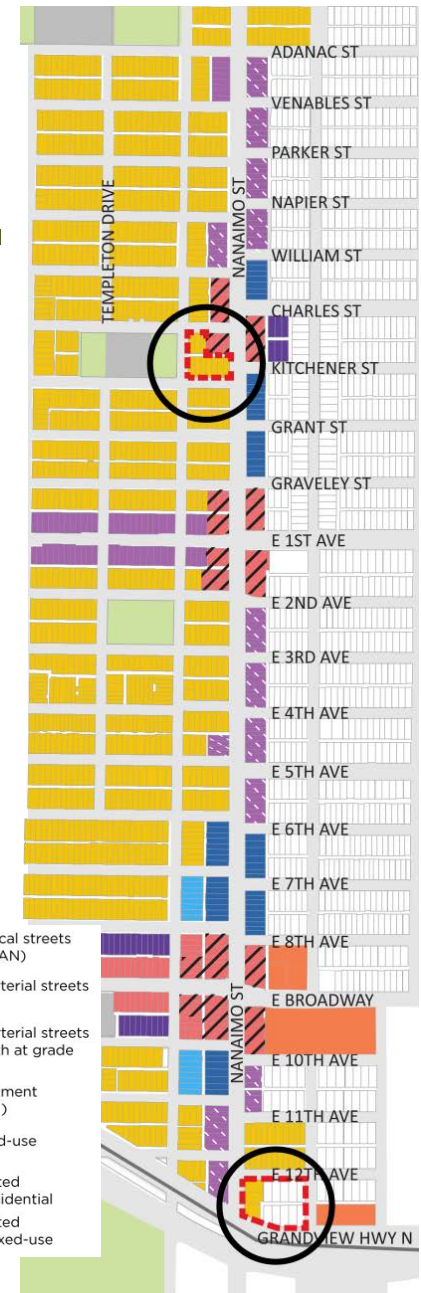 ADANAC ST
VENABLES ST
PARKER ST
NAPIER ST
TEMPLETON DRIVE
NANAIMO ST
WILLIAM ST
CHARLES ST
KITCHENER ST
GRANT ST
GRAVELEY ST
E 1ST AVE
E 2ND AVE
E 3RD AVE
E 4TH AVE
E 5TH AVE
E 6TH AVE
E 7TH AVE
E 8TH AVE
E BROADWAY
NANAIMO ST
E 10TH AVE
E 11TH AVE
E 12TH AVE
GRANDVIEW HWY N
cal streets
AN)
terial streets
rterial streets
th at grade
ment
)
d-use
ted
idential
ted
xed-use